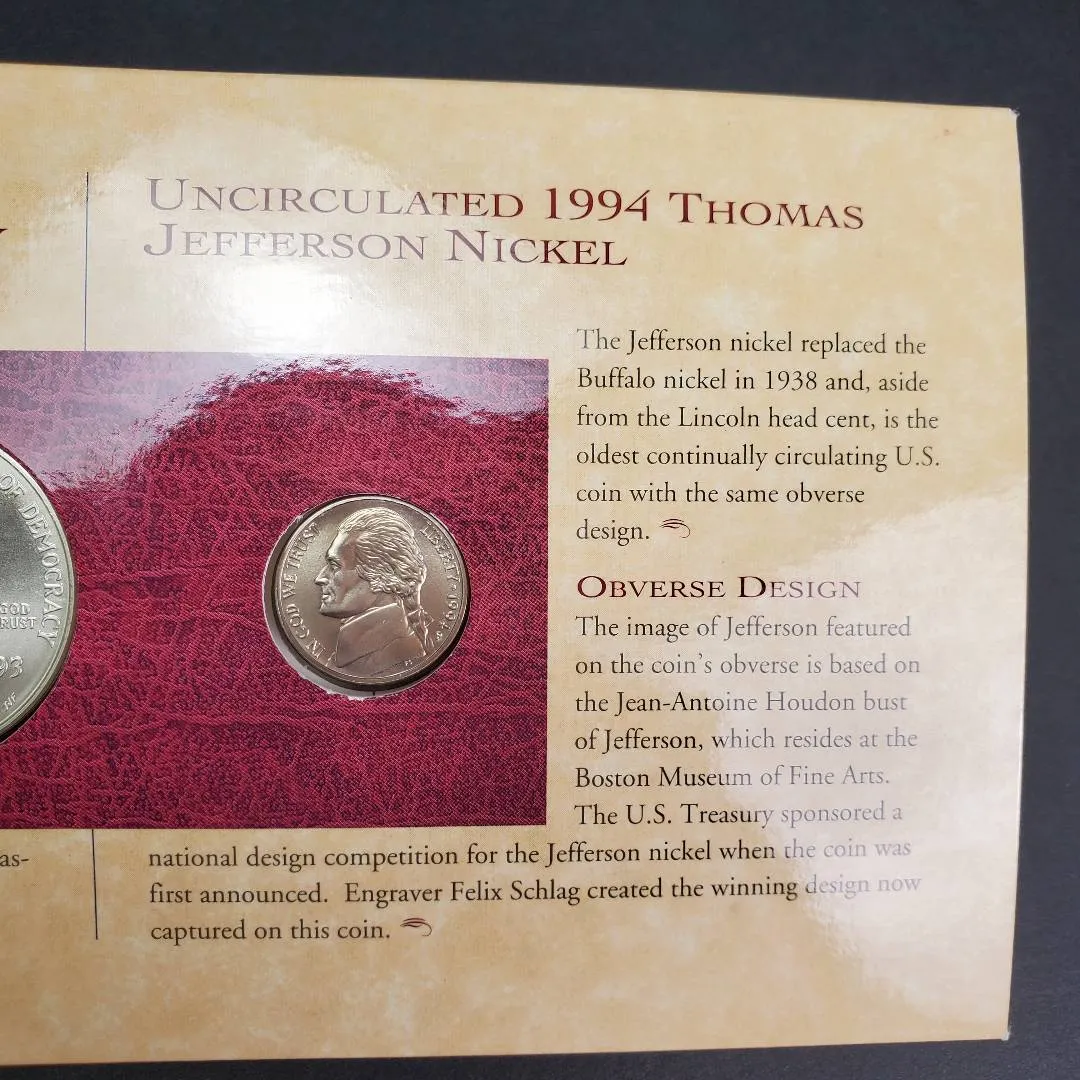 UNCIRCULATED 1994 THOMAS
JEFFERSON NICKEL
The Jefferson nickel replaced the
Buffalo nickel in 1938 and, aside
from the Lincoln head cent, is the
oldest continually circulating U.S.
coin with the same obverse
design.
OBVERSE DESIGN
The image of Jefferson featured
on the coin's obverse is based on
the Jean-Antoine Houdon bust
of Jefferson, which resides at the
Boston Museum of Fine Arts.
The U.S. Treasury sponsored a
national design competition for the Jefferson nickel when the coin was
first announced. Engraver Felix Schlag created the winning design now
captured on this coin.
IN GOD WE TRUST
LIBERTY 1994
FS
OF DEMOCRACY
GOD
RUST
93
NF
as-